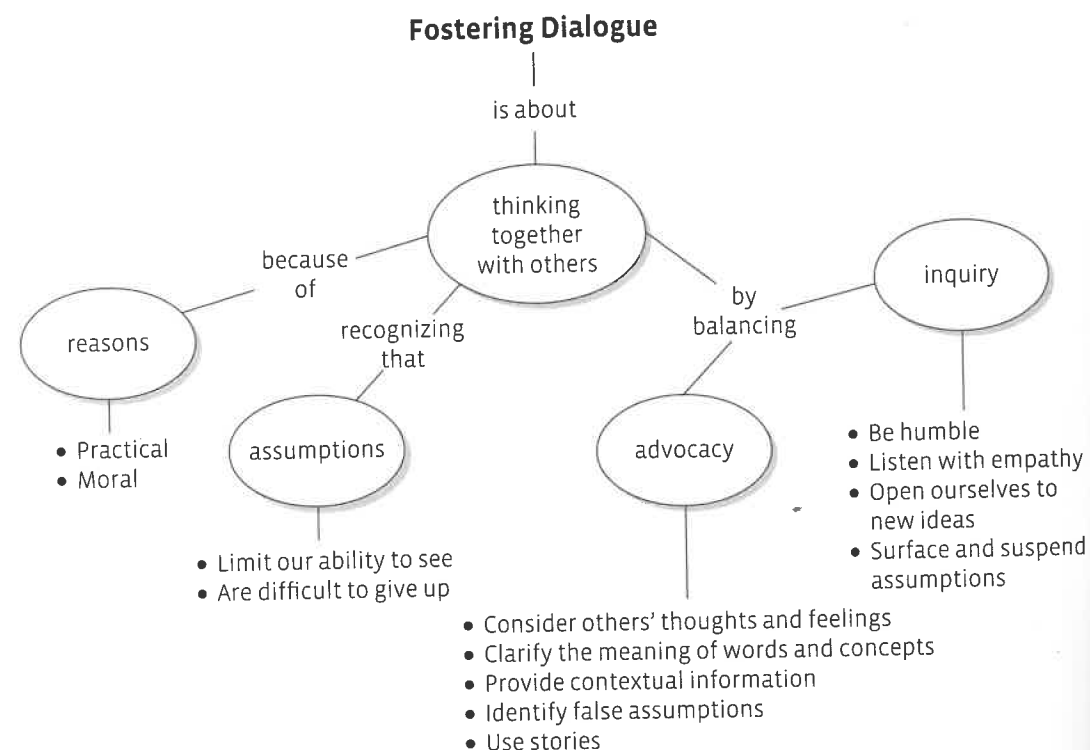 Fostering Dialogue
is about
thinking
together
with others
because
of
reasons
• Practical
• Moral
recognizing
that
assumptions
• Limit our ability to see
• Are difficult to give up
by
balancing
advocacy
• Consider others' thoughts and feelings
• Clarify the meaning of words and concepts
• Provide contextual information
• Identify false assumptions
• Use stories
inquiry
• Be humble
• Listen with empathy
• Open ourselves to
new ideas
• Surface and suspend
assumptions